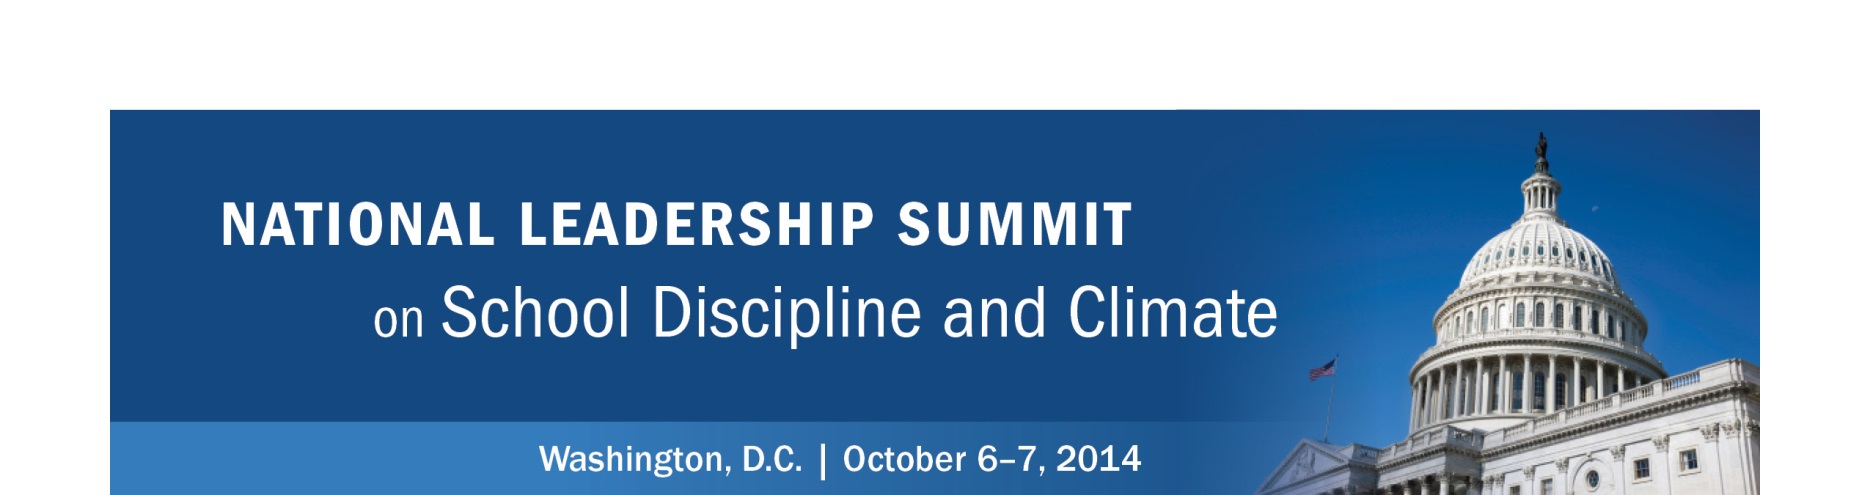 NATIONAL LEADERSHIP SUMMIT
on School Discipline and Climate
Washington, D.C. | October 6–7, 2014